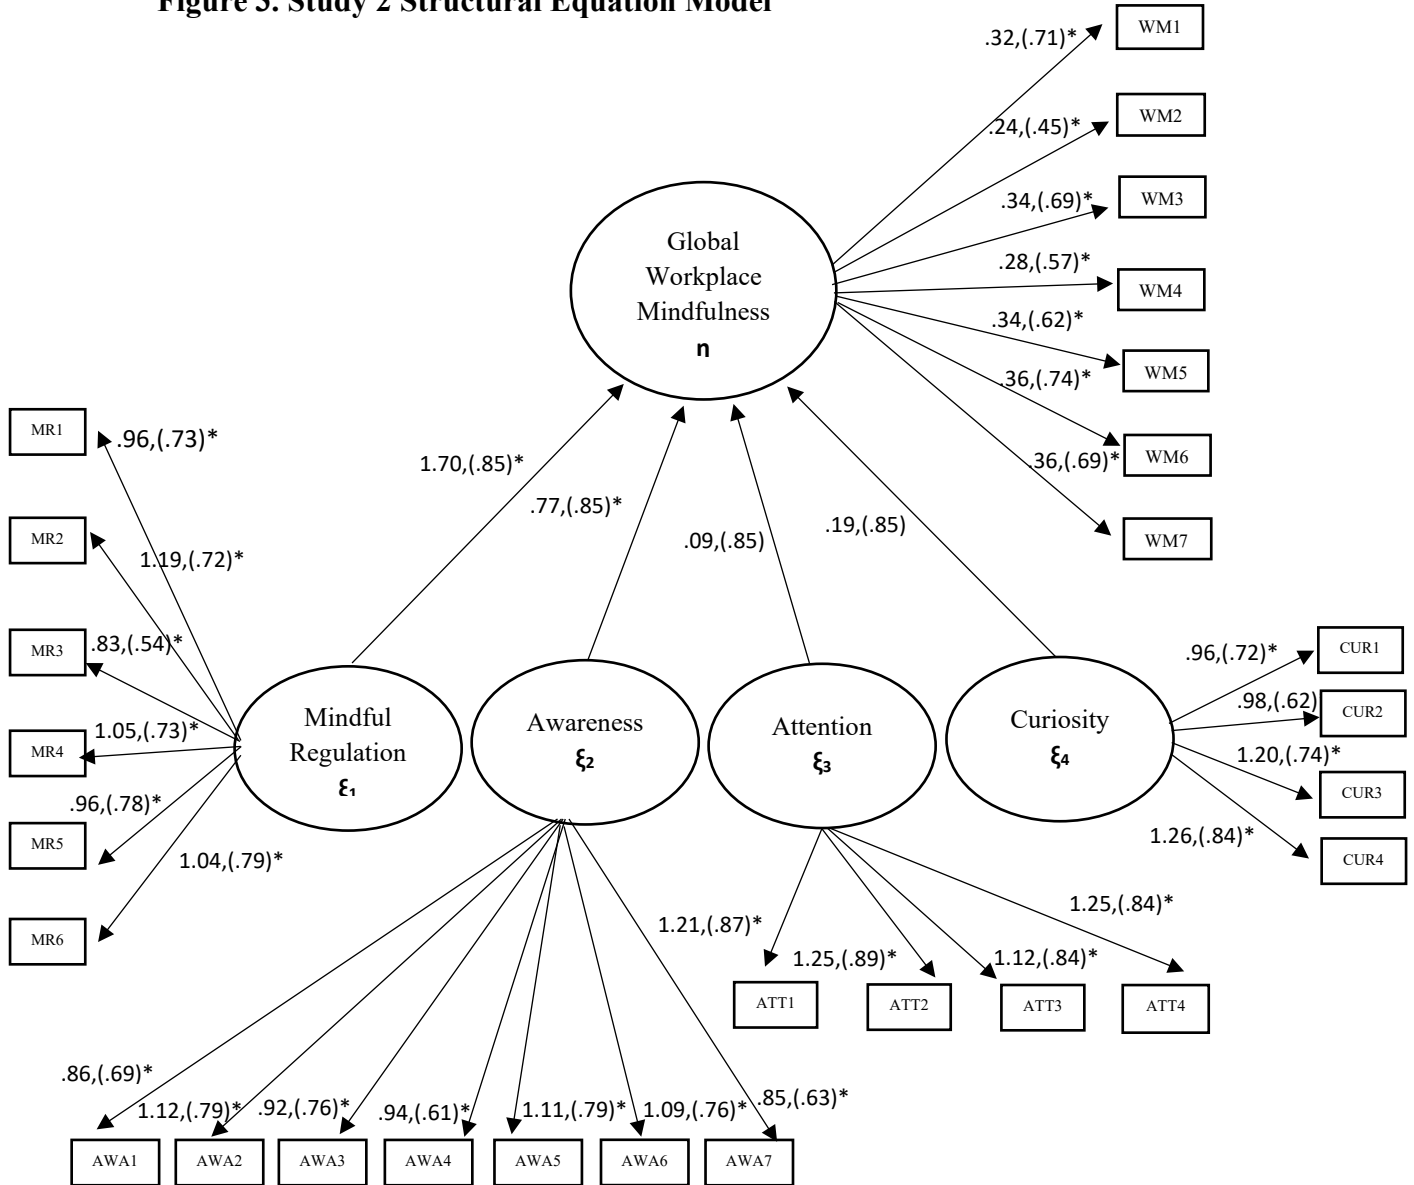 Figure 3. Study 2 Structural Equation Model
.32,(.71)*
WM1
.24,(.45)*
WM2
.34,(.69)*
WM3
.28,(.57)*
WM4
.34,(.62)*
WM5
.36,(.74)*
WM6
.36,(.69)*
WM7
Global
Workplace
Mindfulness
n
MR1
.96,(.73)*
MR2
1.19,(.72)*
MR3
.83,(.54)*
MR4
1.05,(.73)*
MR5
.96,(.78)*
MR6
1.04,(.79)*
1.70,(.85)*
.77,(.85)*
.09,(.85)
.19,(.85)
Mindful
Regulation
ξ1
Awareness
ξ2
Attention
ξ3
Curiosity
ξ4
.96,(.72)*
CUR1
.98,(.62)
CUR2
1.20,(.74)*
CUR3
1.26,(.84)*
CUR4
1.21,(.87)*
1.25,(.89)*
1.12,(.84)*
1.25,(.84)*
ATT1
ATT2
ATT3
ATT4
.86,(.69)*
1.12,(.79)*
.92,(.76)*
.94,(.61)*
1.11,(.79)*
1.09,(.76)*
.85,(.63)*
AWA1
AWA2
AWA3
AWA4
AWA5
AWA6
AWA7